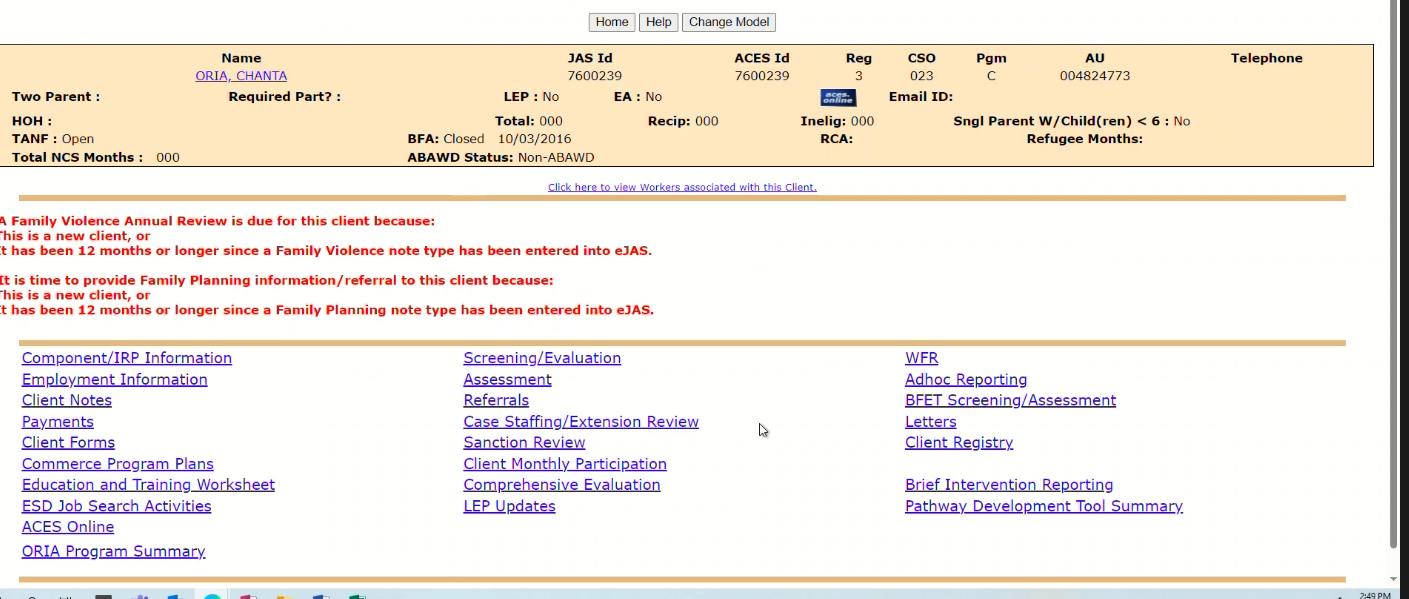 Home Help Change Model
Name JAS Id ACES Id Reg CSO Pgm AU Telephone
ORIA, CHANTA 7600239 7600239 3 023 C 004824773
Two Parent : Required Part? : LEP : No EA : No aces. online Email ID:
HOH : Total: 000 Recip: 000 Inelig: 000 Sngl Parent W/Child(ren) < 6 : No
TANF : Open BFA: Closed 10/03/2016 RCA: Refugee Months:
Total NCS Months : 000 ABAWD Status: Non-ABAWD
Click here to view Workers associated with this Client.
A Family Violence Annual Review is due for this client because:
This is a new client, or
It has been 12 months or longer since a Family Violence note type has been entered into eJAS.
It is time to provide Family Planning information/referral to this client because:
This is a new client, or
It has been 12 months or longer since a Family Planning note type has been entered into eJAS.
Component/IRP Information Screening/Evaluation WFR
Employment Information Assessment Adhoc Reporting
Client Notes Referrals BFET Screening/Assessment
Payments Case Staffing/Extension Review Letters
Client Forms Sanction Review Client Registry
Commerce Program Plans Client Monthly Participation
Education and Training Worksheet Comprehensive Evaluation Brief Intervention Reporting
ESD Job Search Activities LEP Updates Pathway Development Tool Summary
ACES Online
ORIA Program Summary
2:49 PM